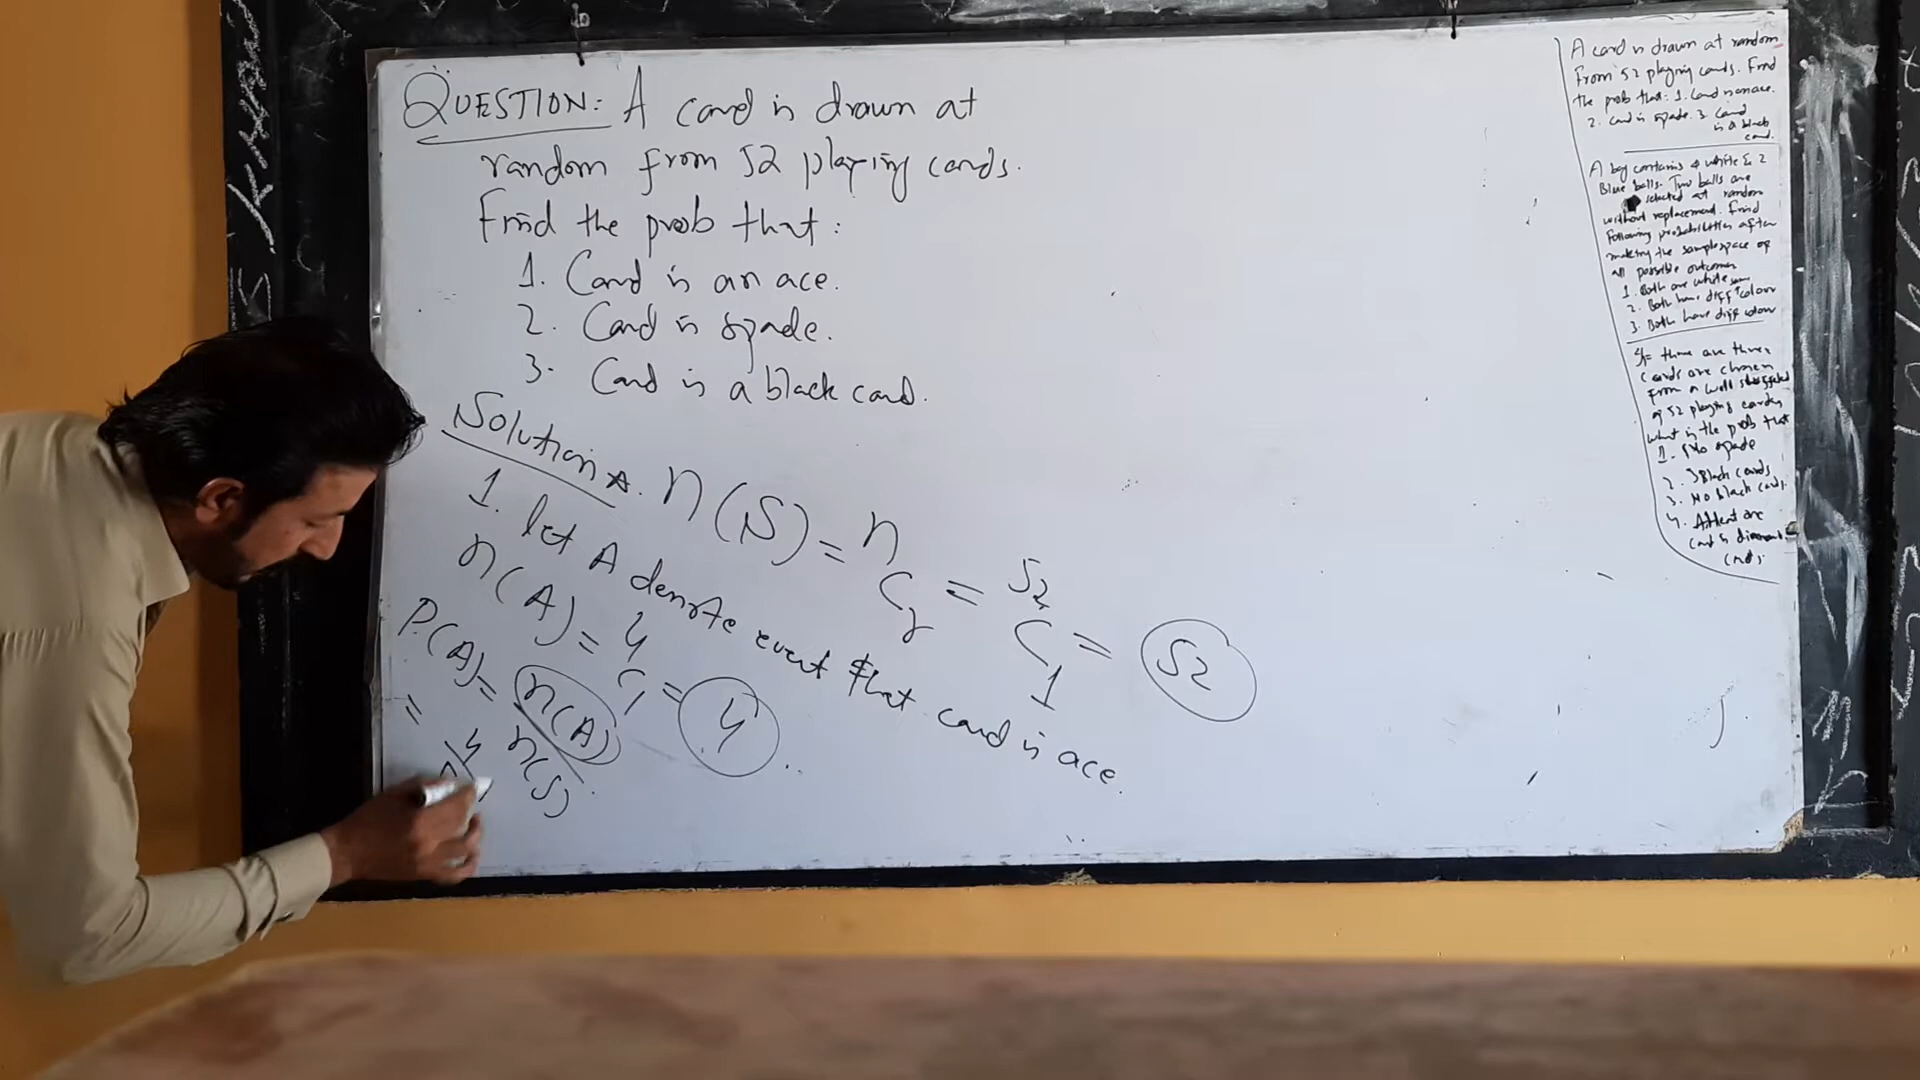 QUESTION: A card is drawn at
random from 52 playing cards.
Find the prob that:
1. Card is an ace.
2. Card is spade.
3. Card is a black card.
Solution
n(S) = nCr = 52C1 = 52
1. let A denote event that card is ace.
n(A) = 4C1 = 4
P.(A) = n(A)/n(S)
= 4/
A card is drawn at random
From 52 playing cards. Find
the prob that: 1. Card is an ace.
2. Card is spade. 3. Card
is a black
card.
A bag contains 4 white & 2
Blue balls. Two balls are
selected at random
without replacement. Find
Following probabilities after
making the sample space of
all possible outcomes
1. Both are white
2. Both have colour
3. Both have diff colour
there are three
Cards are chosen
From a well
of 52 playing cards
what is the prob that
1. No spade
2. 3 Black Cards
3. No black cards.
4. Atleast one
card is diamond
cards